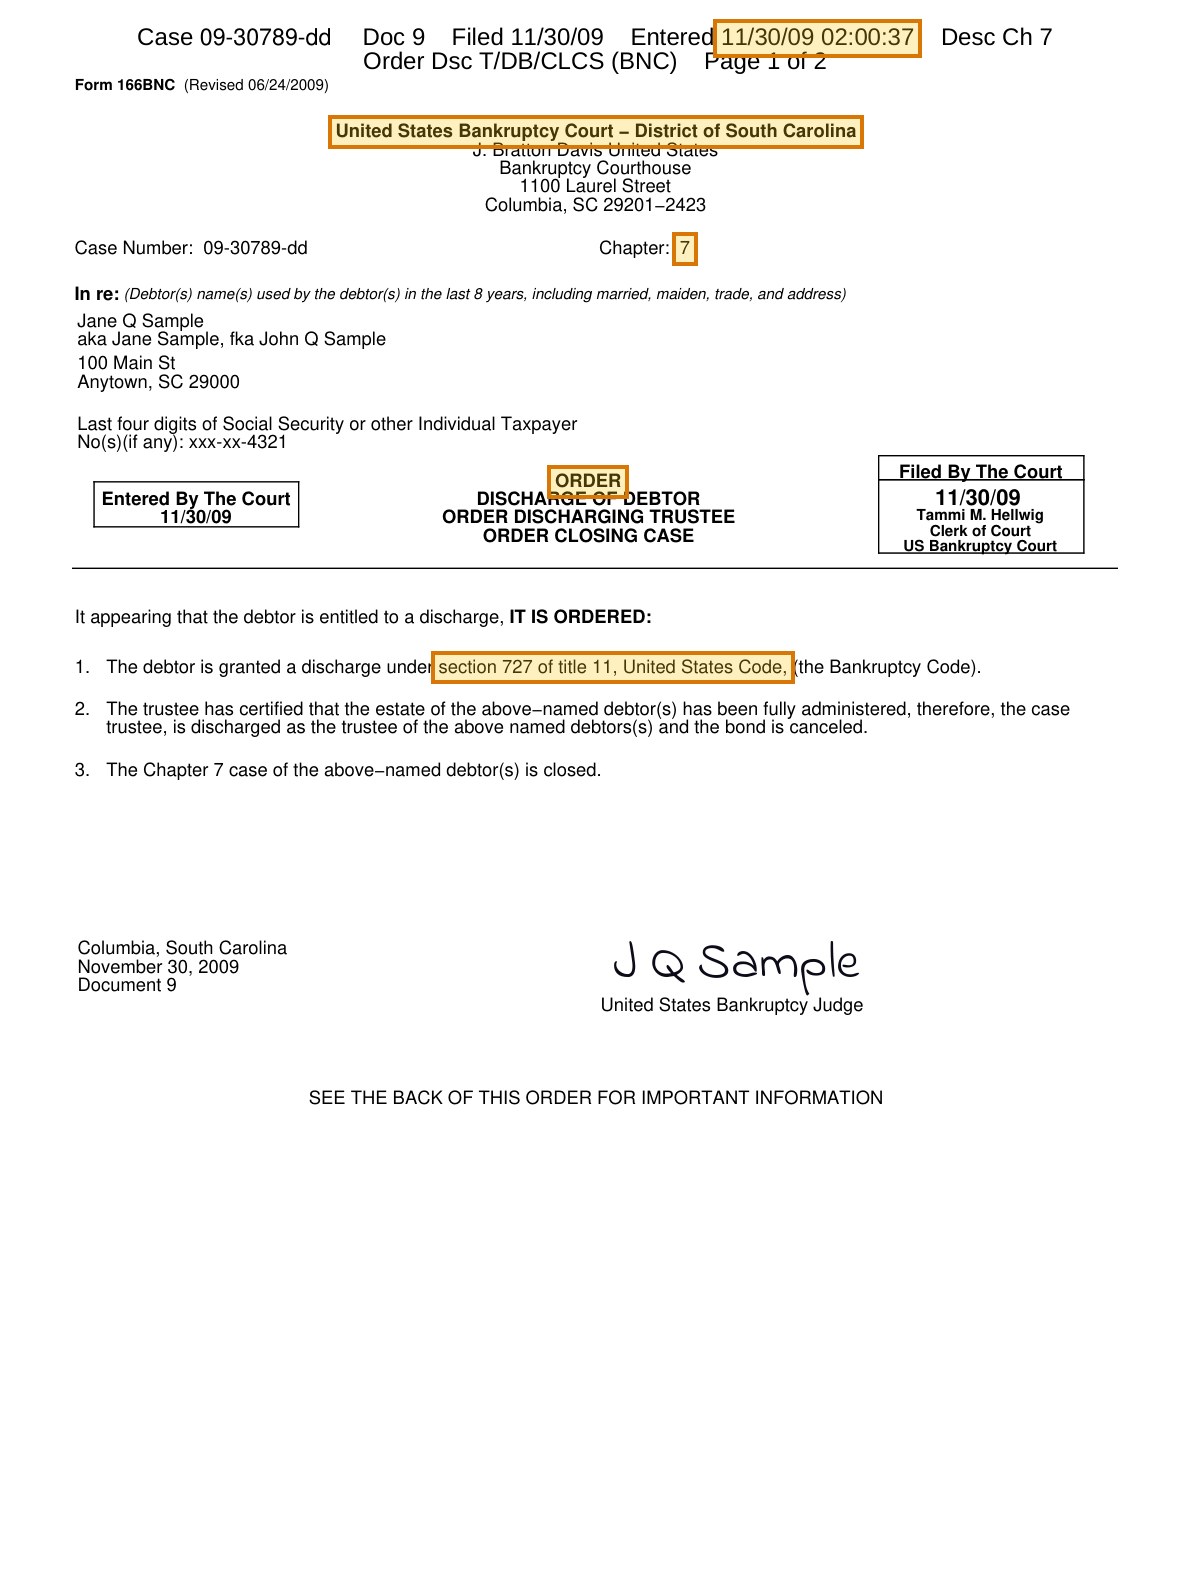 Case 09-30789-dd Doc 9 Filed 11/30/09 Entered 11/30/09 02:00:37 Desc Ch 7
Order Dsc T/DB/CLCS (BNC) Page 1 of 2
Form 166BNC (Revised 06/24/2009)
United States Bankruptcy Court − District of South Carolina
J. Bratton Davis United States
Bankruptcy Courthouse
1100 Laurel Street
Columbia, SC 29201−2423
Case Number: 09-30789-dd Chapter: 7
In re: (Debtor(s) name(s) used by the debtor(s) in the last 8 years, including married, maiden, trade, and address)
Jane Q Sample
aka Jane Sample, fka John Q Sample
100 Main St
Anytown, SC 29000
Last four digits of Social Security or other Individual Taxpayer
No(s)(if any): xxx-xx-4321
Entered By The Court
11/30/09
ORDER
DISCHARGE OF DEBTOR
ORDER DISCHARGING TRUSTEE
ORDER CLOSING CASE
Filed By The Court
11/30/09
Tammi M. Hellwig
Clerk of Court
US Bankruptcy Court
It appearing that the debtor is entitled to a discharge, IT IS ORDERED:
1. The debtor is granted a discharge under section 727 of title 11, United States Code, (the Bankruptcy Code).
2. The trustee has certified that the estate of the above−named debtor(s) has been fully administered, therefore, the case
trustee, is discharged as the trustee of the above named debtors(s) and the bond is canceled.
3. The Chapter 7 case of the above−named debtor(s) is closed.
Columbia, South Carolina
November 30, 2009
Document 9
J Q Sample
United States Bankruptcy Judge
SEE THE BACK OF THIS ORDER FOR IMPORTANT INFORMATION